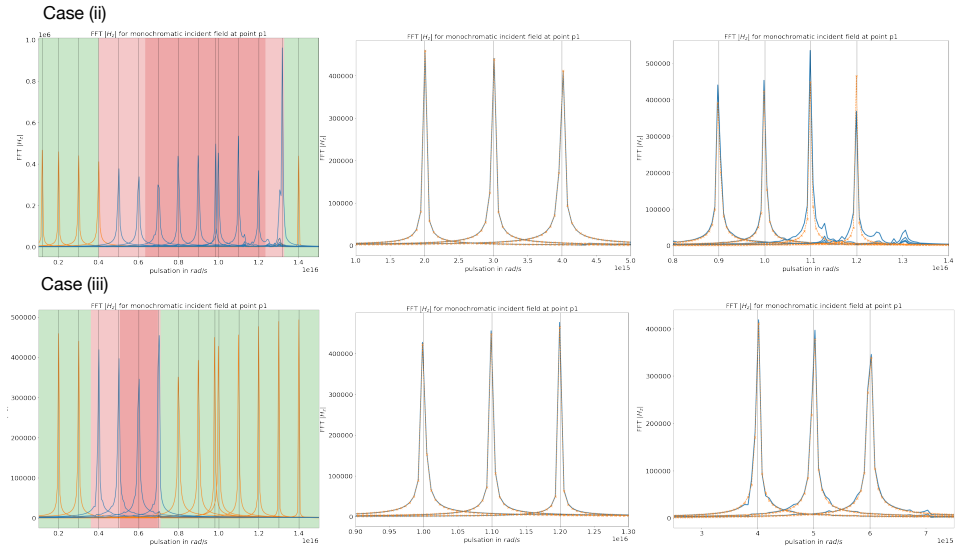 Case (ii)
FFT |H_z| for monochromatic incident field at point p1
1e6
1.0
0.8
0.6
0.4
0.2
0.0
FFT |H_z|
0.2 0.4 0.6 0.8 1.0 1.2 1.4
1e16
pulsation in rad/s
FFT |H_z| for monochromatic incident field at point p1
400000
300000
200000
100000
0
FFT |H_z|
1.0 1.5 2.0 2.5 3.0 3.5 4.0 4.5 5.0
1e15
pulsation in rad/s
FFT |H_z| for monochromatic incident field at point p1
500000
400000
300000
200000
100000
0
FFT |H_z|
0.8 0.9 1.0 1.1 1.2 1.3 1.4
1e16
pulsation in rad/s
Case (iii)
FFT |H_z| for monochromatic incident field at point p1
500000
400000
300000
200000
100000
0
0.2 0.4 0.6 0.8 1.0 1.2 1.4
1e16
pulsation in rad/s
FFT |H_z| for monochromatic incident field at point p1
400000
300000
200000
100000
0
FFT |H_z|
0.90 0.95 1.00 1.05 1.10 1.15 1.20 1.25 1.30
1e16
pulsation in rad/s
FFT |H_z| for monochromatic incident field at point p1
400000
300000
200000
100000
0
FFT |H_z|
3 4 5 6 7
1e15
pulsation in rad/s